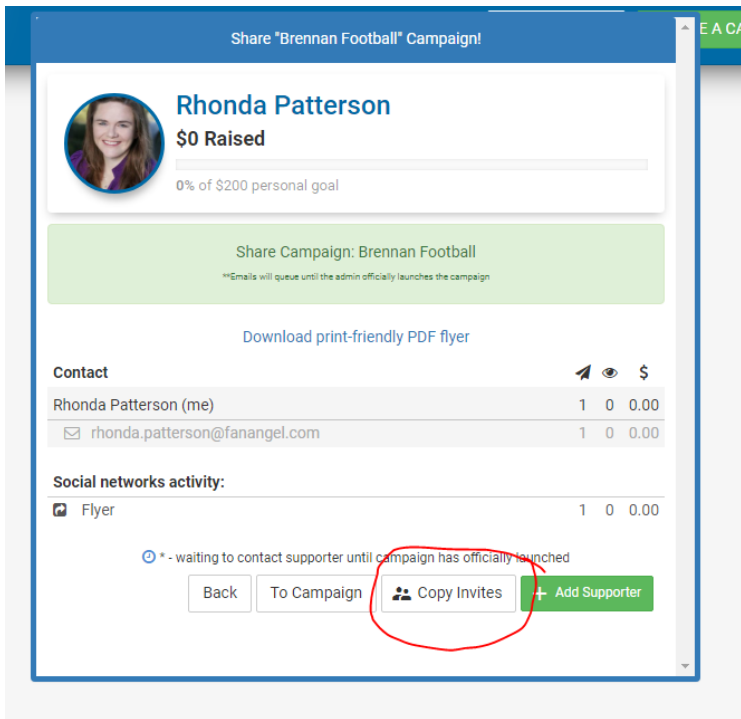 E A CA
Share "Brennan Football" Campaign!
Rhonda Patterson
$0 Raised
0% of $200 personal goal
Share Campaign: Brennan Football
**Emails will queue until the admin officially launches the campaign
Download print-friendly PDF flyer
Contact $
Rhonda Patterson (me) 1 0 0.00
rhonda.patterson@fanangel.com 1 0 0.00
Social networks activity:
Flyer 1 0 0.00
* - waiting to contact supporter until campaign has officially launched
Back To Campaign Copy Invites + Add Supporter